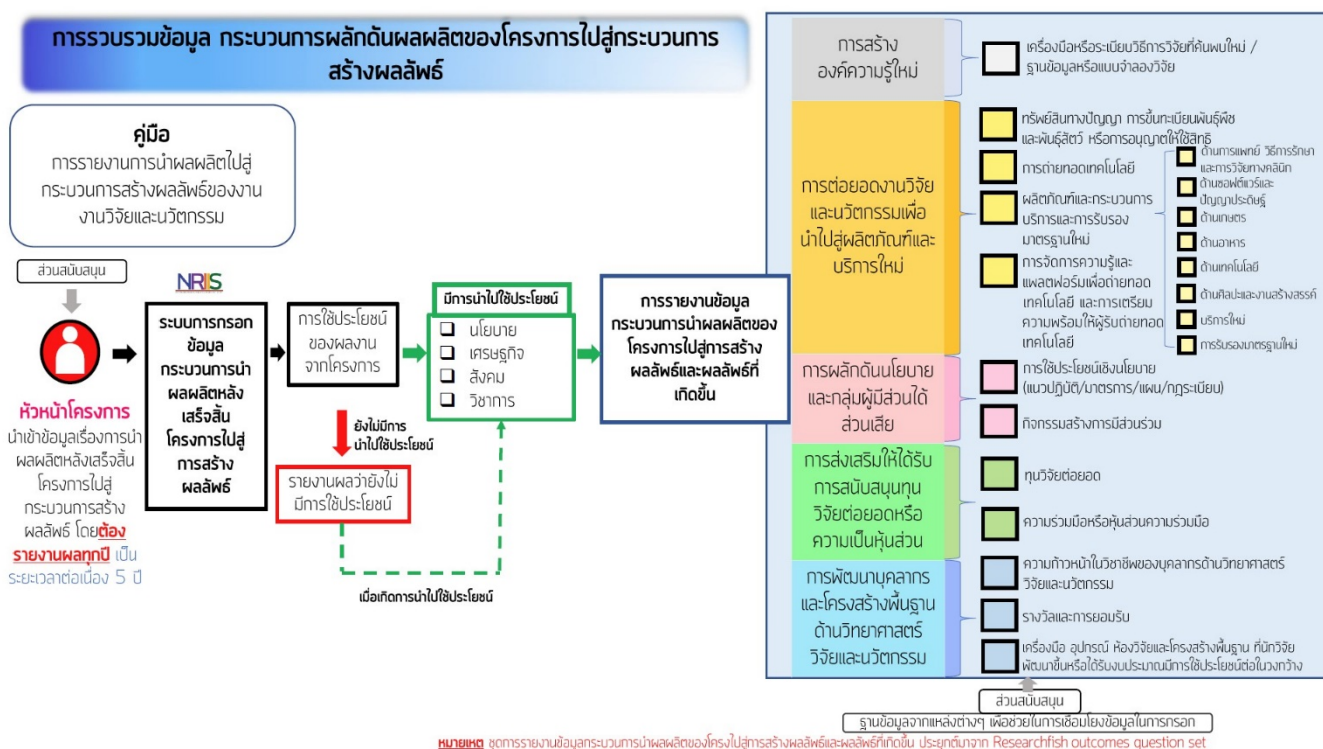 การรวบรวมข้อมูล กระบวนการผลักดันผลผลิตของโครงการไปสู่กระบวนการ
สร้างผลลัพธ์
คู่มือ
การรายงานการนำผลผลิตไปสู่
กระบวนการสร้างผลลัพธ์ของงาน
งานวิจัยและนวัตกรรม
ส่วนสนับสนุน
หัวหน้าโครงการ
นำเข้าข้อมูลเรื่องการนำ
ผลผลิตหลังเสร็จสิ้น
โครงการไปสู่
กระบวนการสร้าง
ผลลัพธ์ โดยต้อง
รายงานผลทุกปี เป็น
ระยะเวลาต่อเนื่อง 5 ปี
NRIIS
ระบบการกรอก
ข้อมูล
กระบวนการนำ
ผลผลิตหลัง
เสร็จสิ้น
โครงการไปสู่
การสร้าง
ผลลัพธ์
การใช้ประโยชน์
ของผลงาน
จากโครงการ
ยังไม่มีการ
นำไปใช้ประโยชน์
รายงานผลว่ายังไม่
มีการใช้ประโยชน์
เมื่อเกิดการนำไปใช้ประโยชน์
มีการนำไปใช้ประโยชน์
นโยบาย
เศรษฐกิจ
สังคม
วิชาการ
การรายงานข้อมูล
กระบวนการนำผลผลิตของ
โครงการไปสู่การสร้าง
ผลลัพธ์และผลลัพธ์ที่
เกิดขึ้น
การสร้าง
องค์ความรู้ใหม่
เครื่องมือหรือระเบียบวิธีการวิจัยที่ค้นพบใหม่ /
ฐานข้อมูลหรือแบบจำลองวิจัย
การต่อยอดงานวิจัย
และนวัตกรรมเพื่อ
นำไปสู่ผลิตภัณฑ์และ
บริการใหม่
ทรัพย์สินทางปัญญา การขึ้นทะเบียนพันธุ์พืช
และพันธุ์สัตว์ หรือการอนุญาตให้ใช้สิทธิ
การถ่ายทอดเทคโนโลยี
ผลิตภัณฑ์และกระบวนการ
บริการและการรับรอง
มาตรฐานใหม่
การจัดการความรู้และ
แพลตฟอร์มเพื่อถ่ายทอด
เทคโนโลยี และการเตรียม
ความพร้อมให้ผู้รับถ่ายทอด
เทคโนโลยี
ด้านการแพทย์ วิธีการรักษา
และการวิจัยทางคลินิก
ด้านซอฟต์แวร์และ
ปัญญาประดิษฐ์
ด้านเกษตร
ด้านอาหาร
ด้านเทคโนโลยี
ด้านศิลปะและงานสร้างสรรค์
บริการใหม่
การรับรองมาตรฐานใหม่
การผลักดันนโยบาย
และกลุ่มผู้มีส่วนได้
ส่วนเสีย
การใช้ประโยชน์เชิงนโยบาย
(แนวปฏิบัติ/มาตรการ/แผน/กฎระเบียบ)
กิจกรรมสร้างการมีส่วนร่วม
การส่งเสริมให้ได้รับ
การสนับสนุนทุน
วิจัยต่อยอดหรือ
ความเป็นหุ้นส่วน
ทุนวิจัยต่อยอด
ความร่วมมือหรือหุ้นส่วนความร่วมมือ
การพัฒนาบุคลากร
และโครงสร้างพื้นฐาน
ด้านวิทยาศาสตร์
วิจัยและนวัตกรรม
ความก้าวหน้าในวิชาชีพของบุคลากรด้านวิทยาศาสตร์
วิจัยและนวัตกรรม
รางวัลและการยอมรับ
เครื่องมือ อุปกรณ์ ห้องวิจัยและโครงสร้างพื้นฐาน ที่นักวิจัย
พัฒนาขึ้นหรือได้รับงบประมาณมีการใช้ประโยชน์ต่อในวงกว้าง
ส่วนสนับสนุน
ฐานข้อมูลจากแหล่งต่างๆ เพื่อช่วยในการเชื่อมโยงข้อมูลในการกรอก
หมายเหตุ ชุดการรายงานข้อมูลกระบวนการนำผลผลิตของโครงไปสู่การสร้างผลลัพธ์และผลลัพธ์ที่เกิดขึ้น ประยุกต์มาจาก Researchfish outcomes question set